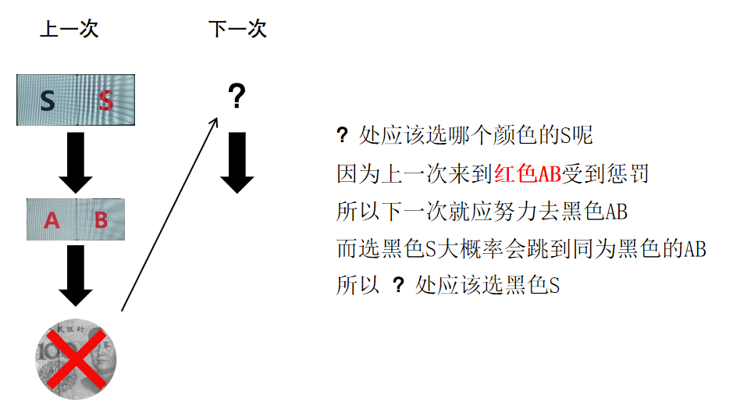 上一次
下一次
S S
?
A B
? 处应该选哪个颜色的S呢
因为上一次来到红色AB受到惩罚
所以下一次就应努力去黑色AB
而选黑色S大概率会跳到同为黑色的AB
所以 ? 处应该选黑色S